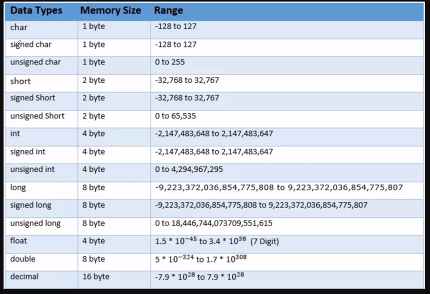 Data Types Memory Size Range
char 1 byte -128 to 127
signed char 1 byte -128 to 127
unsigned char 1 byte 0 to 255
short 2 byte -32,768 to 32,767
signed Short 2 byte -32,768 to 32,767
unsigned Short 2 byte 0 to 65,535
int 4 byte -2,147,483,648 to 2,147,483,647
signed int 4 byte -2,147,483,648 to 2,147,483,647
unsigned int 4 byte 0 to 4,294,967,295
long 8 byte -9,223,372,036,854,775,808 to 9,223,372,036,854,775,807
signed long 8 byte -9,223,372,036,854,775,808 to 9,223,372,036,854,775,807
unsigned long 8 byte 0 to 18,446,744,073709,551,615
float 4 byte 1.5 * 10⁻⁴⁵ to 3.4 * 10³⁸ (7 Digit)
double 8 byte 5 * 10⁻³²⁴ to 1.7 * 10³⁰⁸
decimal 16 byte -7.9 * 10²⁸ to 7.9 * 10²⁸